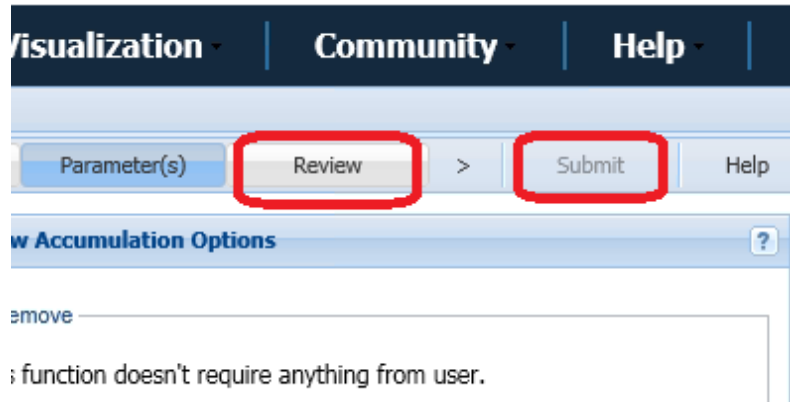 Visualization Community Help
Parameter(s) Review > Submit Help
w Accumulation Options ?
emove
s function doesn't require anything from user.